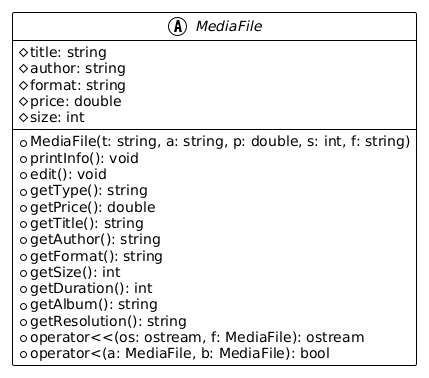 A MediaFile
title: string
author: string
format: string
price: double
size: int
MediaFile(t: string, a: string, p: double, s: int, f: string)
printInfo(): void
edit(): void
getType(): string
getPrice(): double
getTitle(): string
getAuthor(): string
getFormat(): string
getSize(): int
getDuration(): int
getAlbum(): string
getResolution(): string
operator<<(os: ostream, f: MediaFile): ostream
operator<(a: MediaFile, b: MediaFile): bool